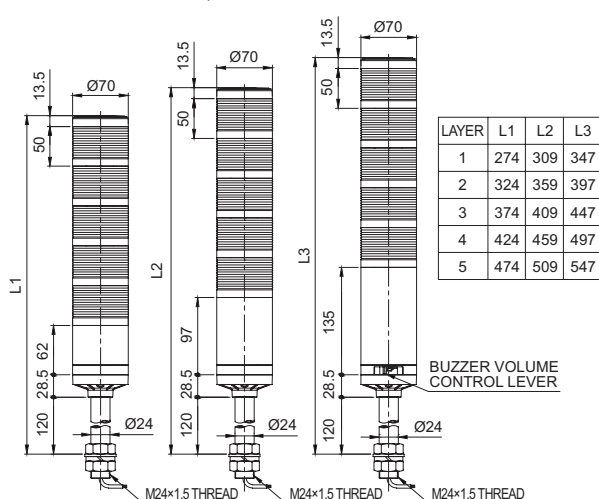 13.5
Ø70
50
L1
62
28.5
120
Ø24
M24×1.5 THREAD
13.5
Ø70
50
L2
97
28.5
120
Ø24
M24×1.5 THREAD
13.5
Ø70
50
L3
135
28.5
120
Ø24
M24×1.5 THREAD
BUZZER VOLUME
CONTROL LEVER
LAYER L1 L2 L3
1 274 309 347
2 324 359 397
3 374 409 447
4 424 459 497
5 474 509 547